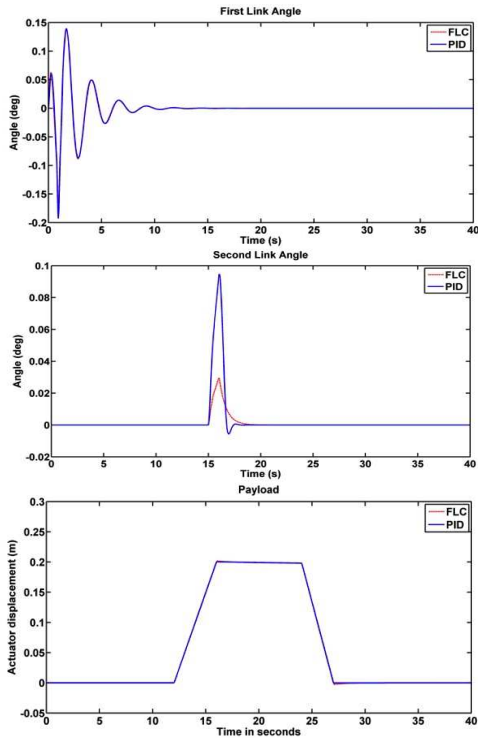 First Link Angle
0.15
0.1
0.05
0
-0.05
-0.1
-0.15
-0.2
Angle (deg)
FLC
PID
0 5 10 15 20 25 30 35 40
Time (s)
Second Link Angle
0.1
0.08
0.06
0.04
0.02
0
-0.02
Angle (deg)
FLC
PID
0 5 10 15 20 25 30 35 40
Time (s)
Payload
0.3
0.25
0.2
0.15
0.1
0.05
0
-0.05
Actuator displacement (m)
FLC
PID
0 5 10 15 20 25 30 35 40
Time in seconds